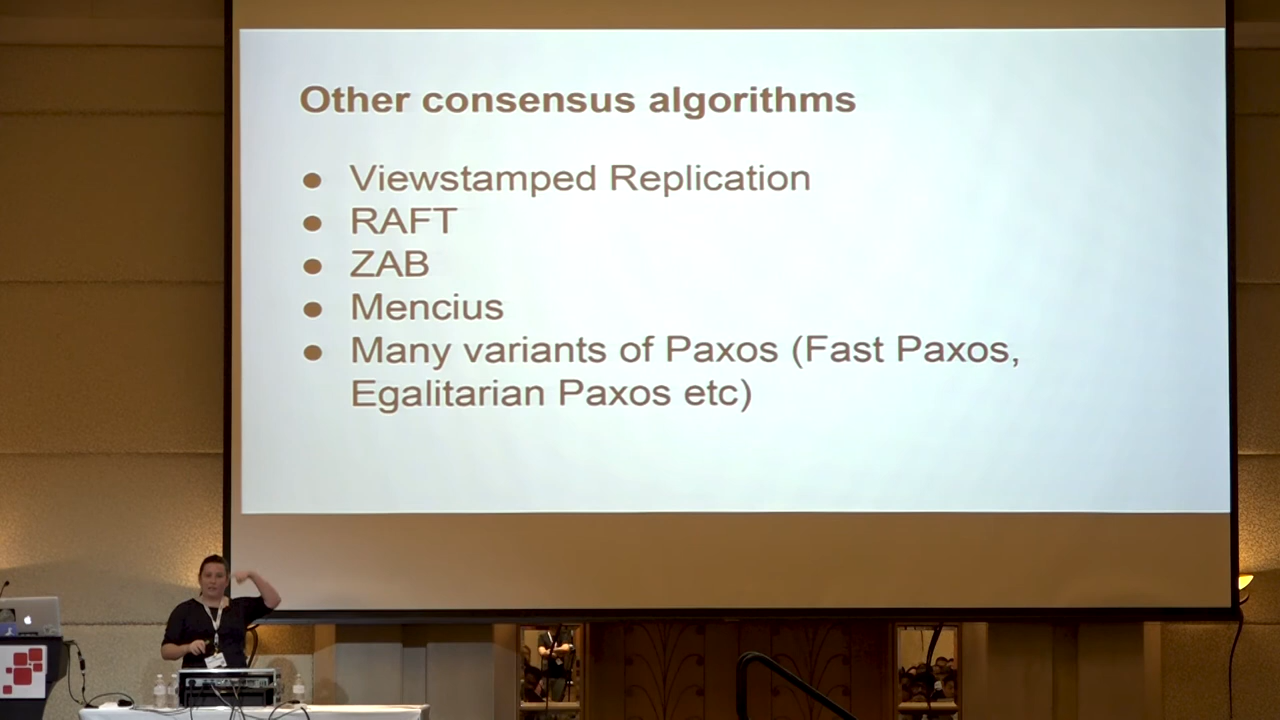 Other consensus algorithms
● Viewstamped Replication
● RAFT
● ZAB
● Mencius
● Many variants of Paxos (Fast Paxos,
Egalitarian Paxos etc)